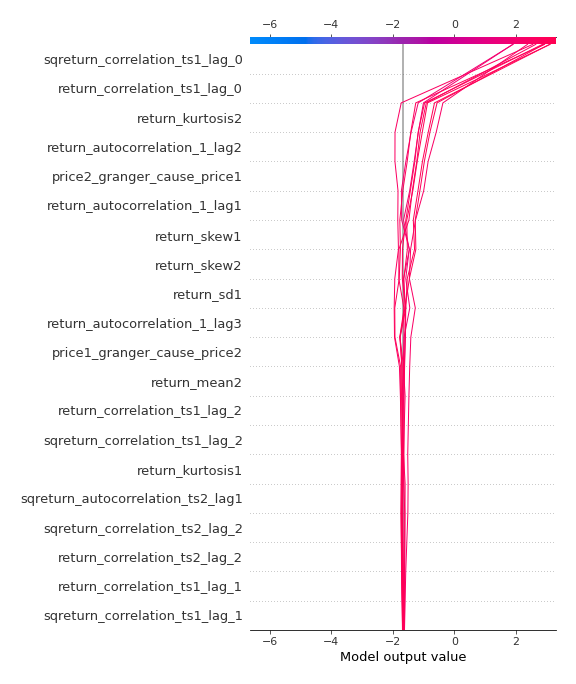 −6 −4 −2 0 2
sqreturn_correlation_ts1_lag_0
return_correlation_ts1_lag_0
return_kurtosis2
return_autocorrelation_1_lag2
price2_granger_cause_price1
return_autocorrelation_1_lag1
return_skew1
return_skew2
return_sd1
return_autocorrelation_1_lag3
price1_granger_cause_price2
return_mean2
return_correlation_ts1_lag_2
sqreturn_correlation_ts1_lag_2
return_kurtosis1
sqreturn_autocorrelation_ts2_lag1
sqreturn_correlation_ts2_lag_2
return_correlation_ts2_lag_2
return_correlation_ts1_lag_1
sqreturn_correlation_ts1_lag_1
−6 −4 −2 0 2
Model output value